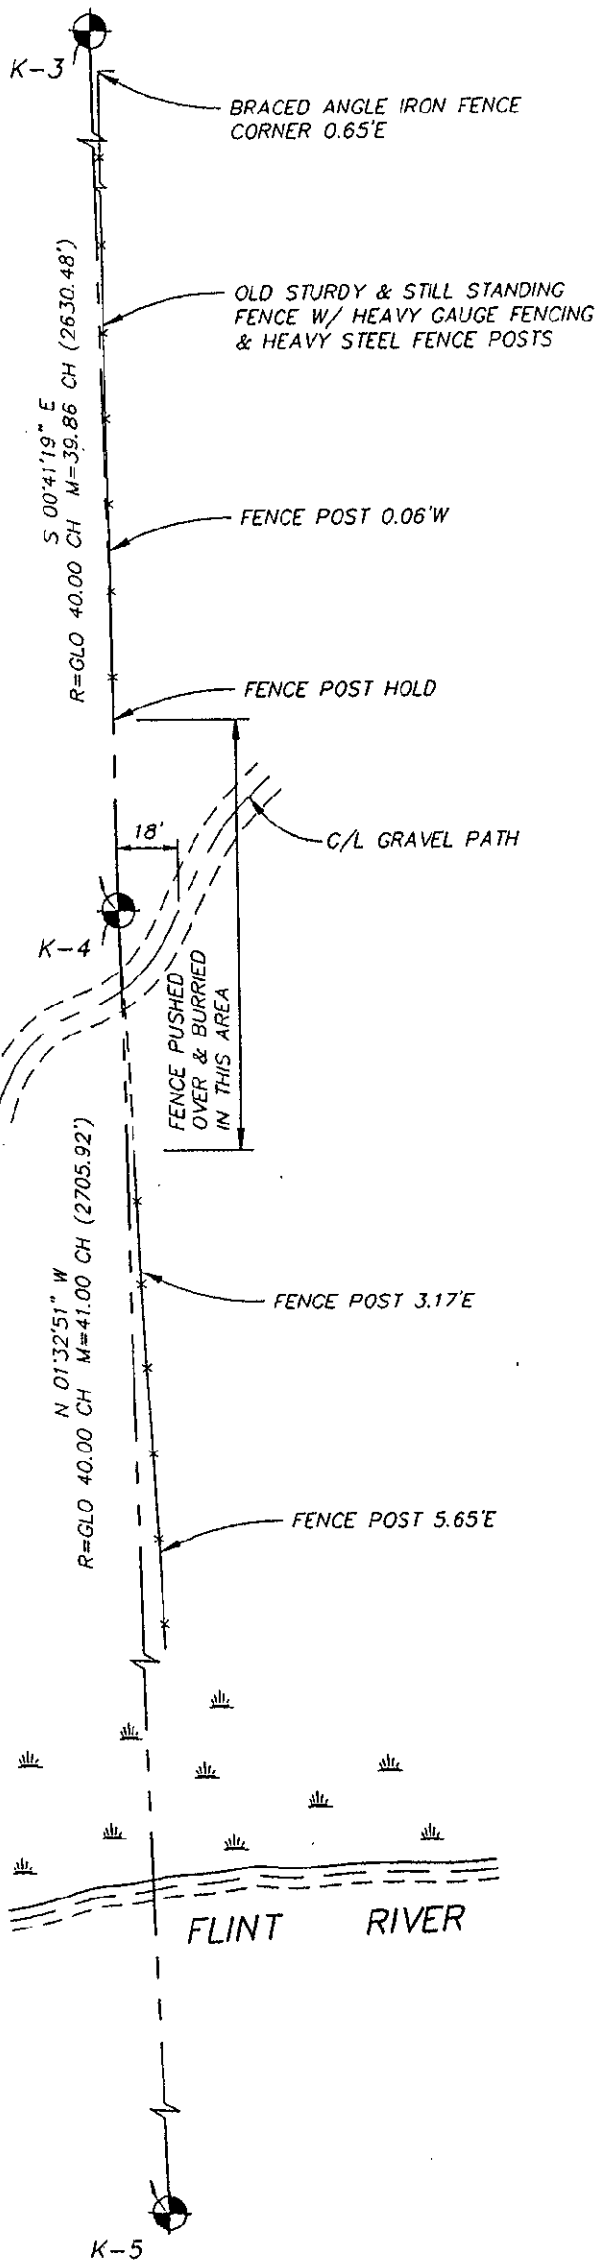 K-3
BRACED ANGLE IRON FENCE
CORNER 0.65'E
OLD STURDY & STILL STANDING
FENCE W/ HEAVY GAUGE FENCING
& HEAVY STEEL FENCE POSTS
S 00°41'19" E
R=GLO 40.00 CH M=39.86 CH (2630.48')
FENCE POST 0.06'W
FENCE POST HOLD
C/L GRAVEL PATH
18'
K-4
FENCE PUSHED
OVER & BURRIED
IN THIS AREA
N 01°32'51" W
R=GLO 40.00 CH M=41.00 CH (2705.92')
FENCE POST 3.17'E
FENCE POST 5.65'E
FLINT RIVER
K-5